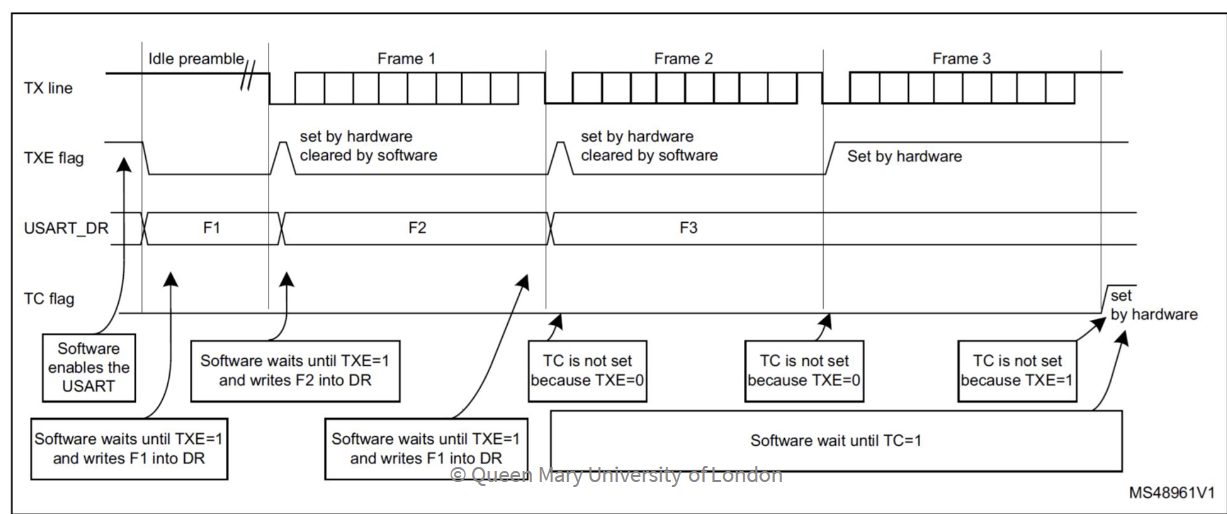 Idle preamble
Frame 1
Frame 2
Frame 3
TX line
TXE flag
set by hardware
cleared by software
set by hardware
cleared by software
Set by hardware
USART_DR
F1
F2
F3
TC flag
set
by hardware
Software
enables the
USART
Software waits until TXE=1
and writes F2 into DR
TC is not set
because TXE=0
TC is not set
because TXE=0
TC is not set
because TXE=1
Software waits until TXE=1
and writes F1 into DR
Software waits until TXE=1
and writes F1 into DR
Software wait until TC=1
© Queen Mary University of London
MS48961V1